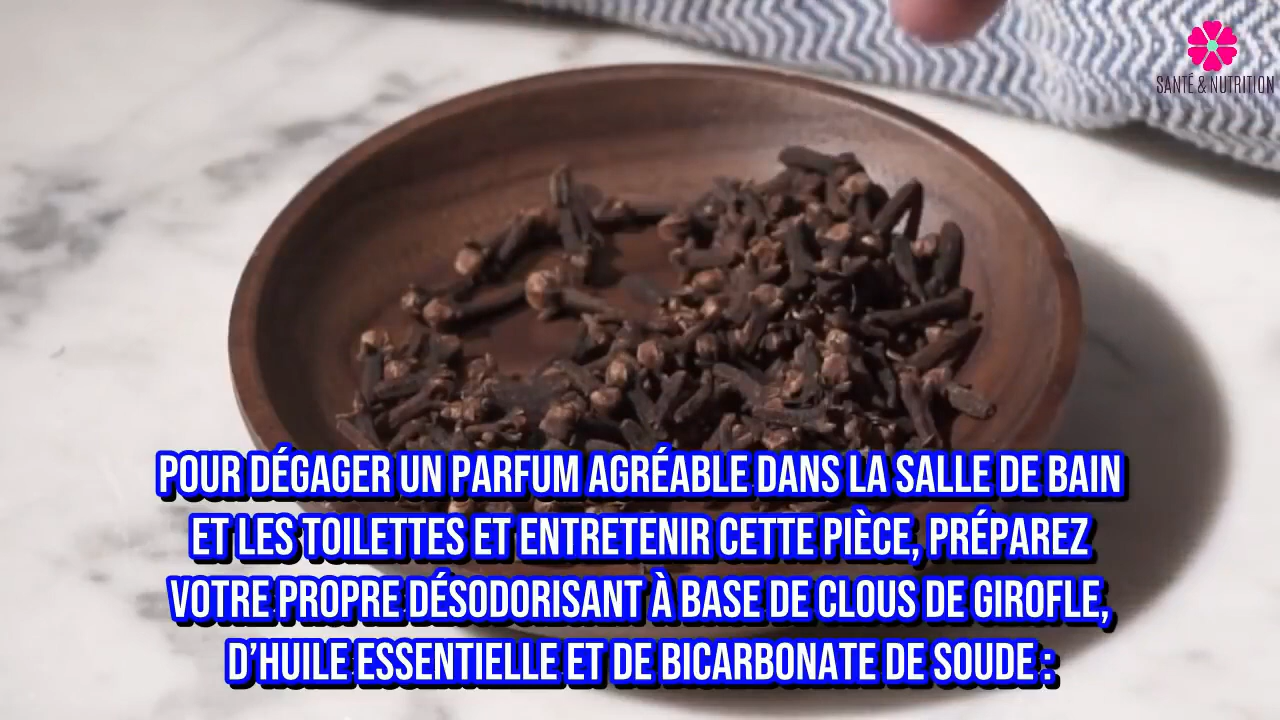 SANTÉ & NUTRITION
POUR DÉGAGER UN PARFUM AGRÉABLE DANS LA SALLE DE BAIN
ET LES TOILETTES ET ENTRETENIR CETTE PIÈCE, PRÉPAREZ
VOTRE PROPRE DÉSODORISANT À BASE DE CLOUS DE GIROFLE,
D'HUILE ESSENTIELLE ET DE BICARBONATE DE SOUDE :